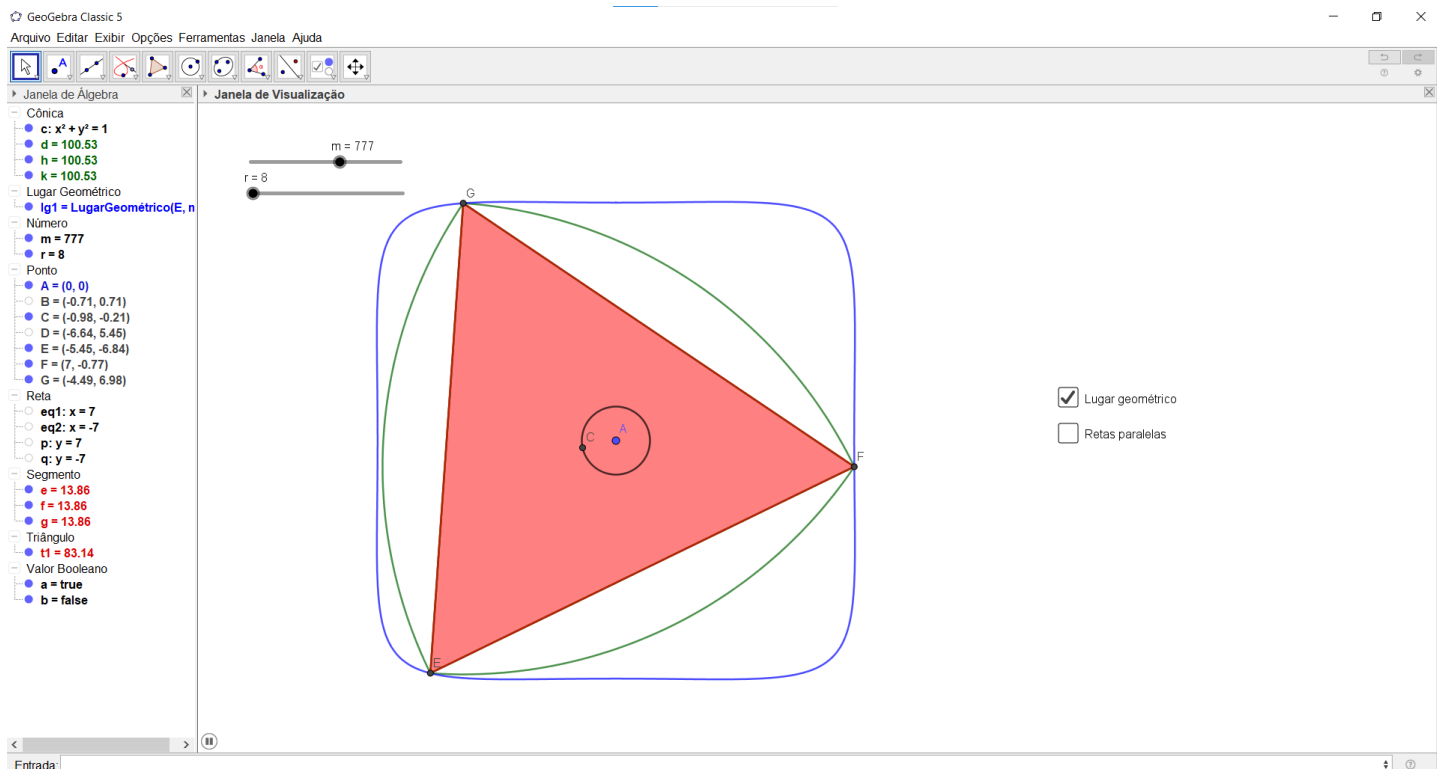 GeoGebra Classic 5
Arquivo Editar Exibir Opções Ferramentas Janela Ajuda
A
Janela de Álgebra
Janela de Visualização
Cônica
c: x² + y² = 1
d = 100.53
h = 100.53
k = 100.53
Lugar Geométrico
lg1 = LugarGeométrico(E, n
Número
m = 777
r = 8
Ponto
A = (0, 0)
B = (-0.71, 0.71)
C = (-0.98, -0.21)
D = (-6.64, 5.45)
E = (-5.45, -6.84)
F = (7, -0.77)
G = (-4.49, 6.98)
Reta
eq1: x = 7
eq2: x = -7
p: y = 7
q: y = -7
Segmento
e = 13.86
f = 13.86
g = 13.86
Triângulo
t1 = 83.14
Valor Booleano
a = true
b = false
m = 777
r = 8
G
A
C
F
E
Lugar geométrico
Retas paralelas
Entrada: